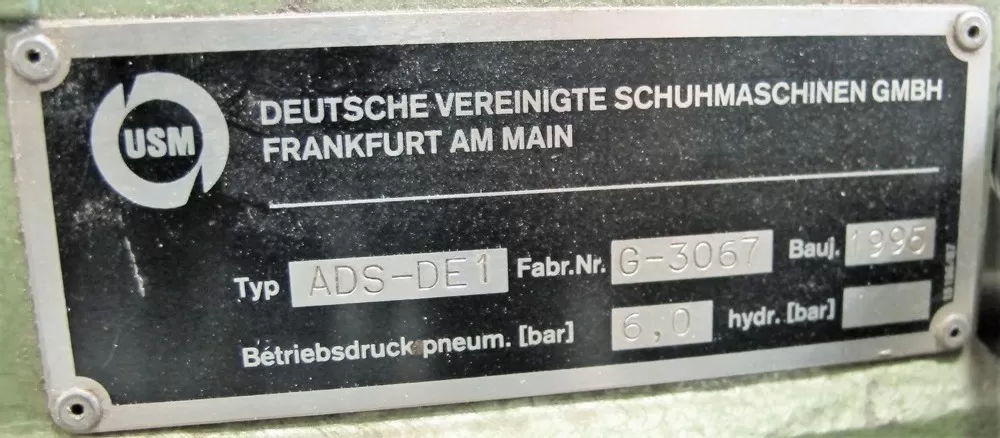 USM
DEUTSCHE VEREINIGTE SCHUHMASCHINEN GMBH
FRANKFURT AM MAIN
Typ ADS-DE1 Fabr.Nr. G-3067 Bauj. 1995
Betriebsdruck pneum. [bar] 6,0 hydr. [bar]